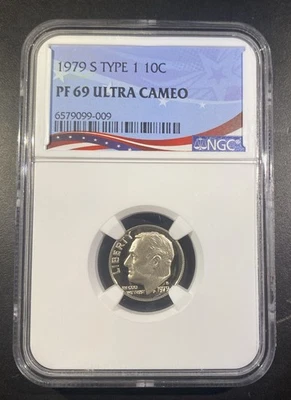 1979 S TYPE 1 10C
PF 69 ULTRA CAMEO
6579099-009
NGC
LIBERTY